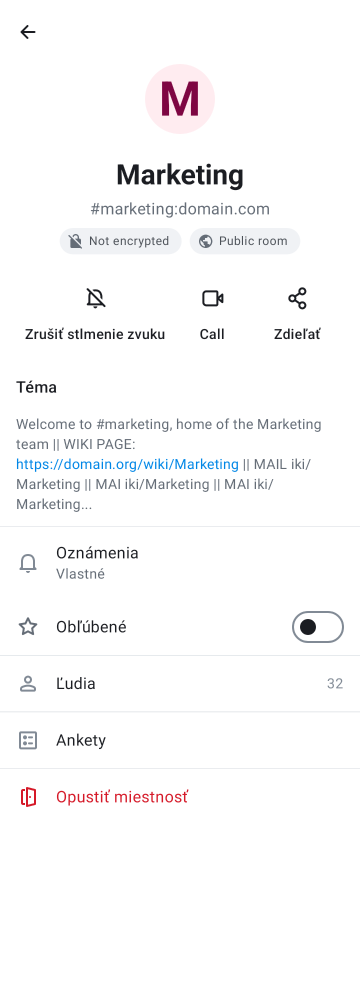 M
Marketing
#marketing:domain.com
Not encrypted
Public room
Zrušiť stlmenie zvuku
Call
Zdieľať
Téma
Welcome to #marketing, home of the Marketing
team || WIKI PAGE:
https://domain.org/wiki/Marketing || MAIL iki/
Marketing || MAI iki/Marketing || MAI iki/
Marketing...
Oznámenia
Vlastné
Obľúbené
Ľudia
32
Ankety
Opustiť miestnosť